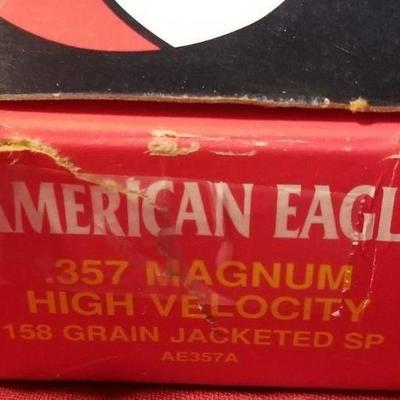 AMERICAN EAGL
.357 MAGNUM
HIGH VELOCITY
158 GRAIN JACKETED SP
AE357A